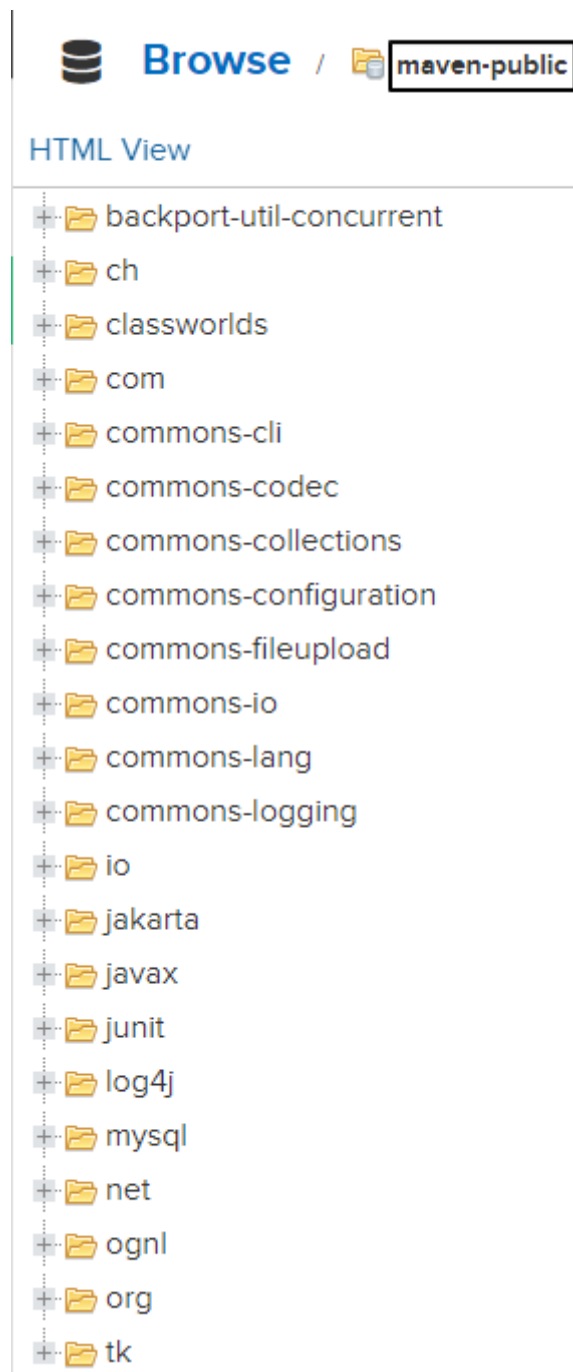 Browse / maven-public
HTML View
backport-util-concurrent
ch
classworlds
com
commons-cli
commons-codec
commons-collections
commons-configuration
commons-fileupload
commons-io
commons-lang
commons-logging
io
jakarta
javax
junit
log4j
mysql
net
ognl
org
tk